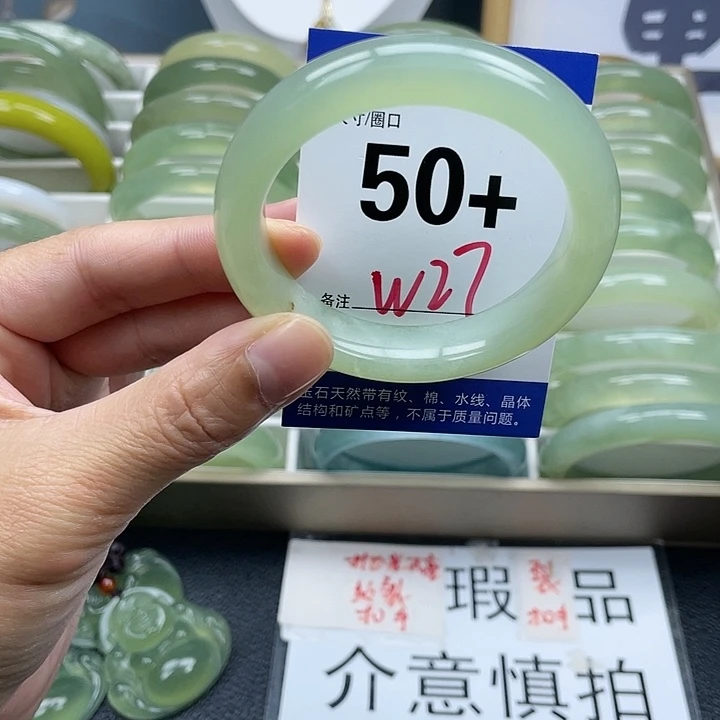 寸/圈口
50+
W27
备注
玉石天然带有纹、棉、水线、晶体
结构和矿点等，不属于质量问题。
瑕 裂 品
介意慎拍